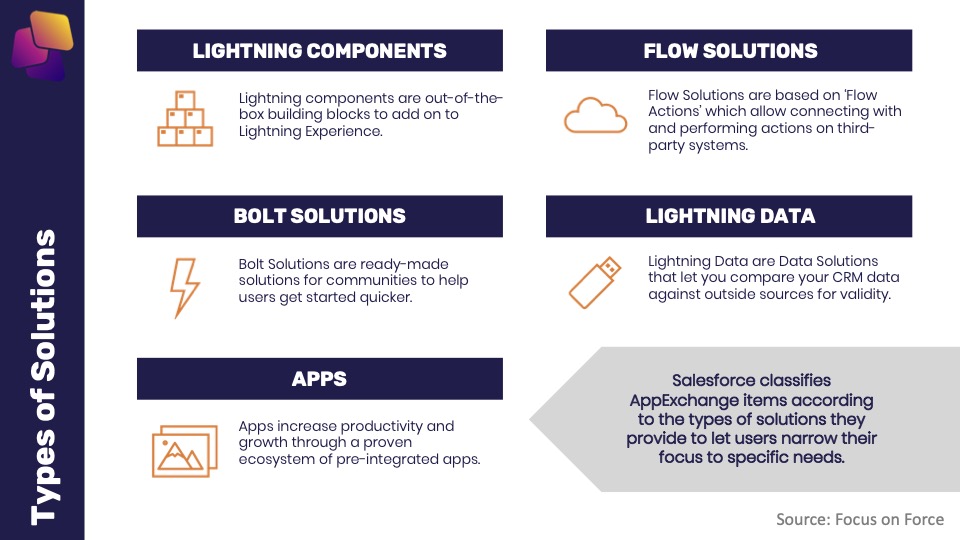 Types of Solutions
LIGHTNING COMPONENTS
Lightning components are out-of-the-
box building blocks to add on to
Lightning Experience.
FLOW SOLUTIONS
Flow Solutions are based on 'Flow
Actions' which allow connecting with
and performing actions on third-
party systems.
BOLT SOLUTIONS
Bolt Solutions are ready-made
solutions for communities to help
users get started quicker.
LIGHTNING DATA
Lightning Data are Data Solutions
that let you compare your CRM data
against outside sources for validity.
APPS
Apps increase productivity and
growth through a proven
ecosystem of pre-integrated apps.
Salesforce classifies
AppExchange items according
to the types of solutions they
provide to let users narrow their
focus to specific needs.
Source: Focus on Force